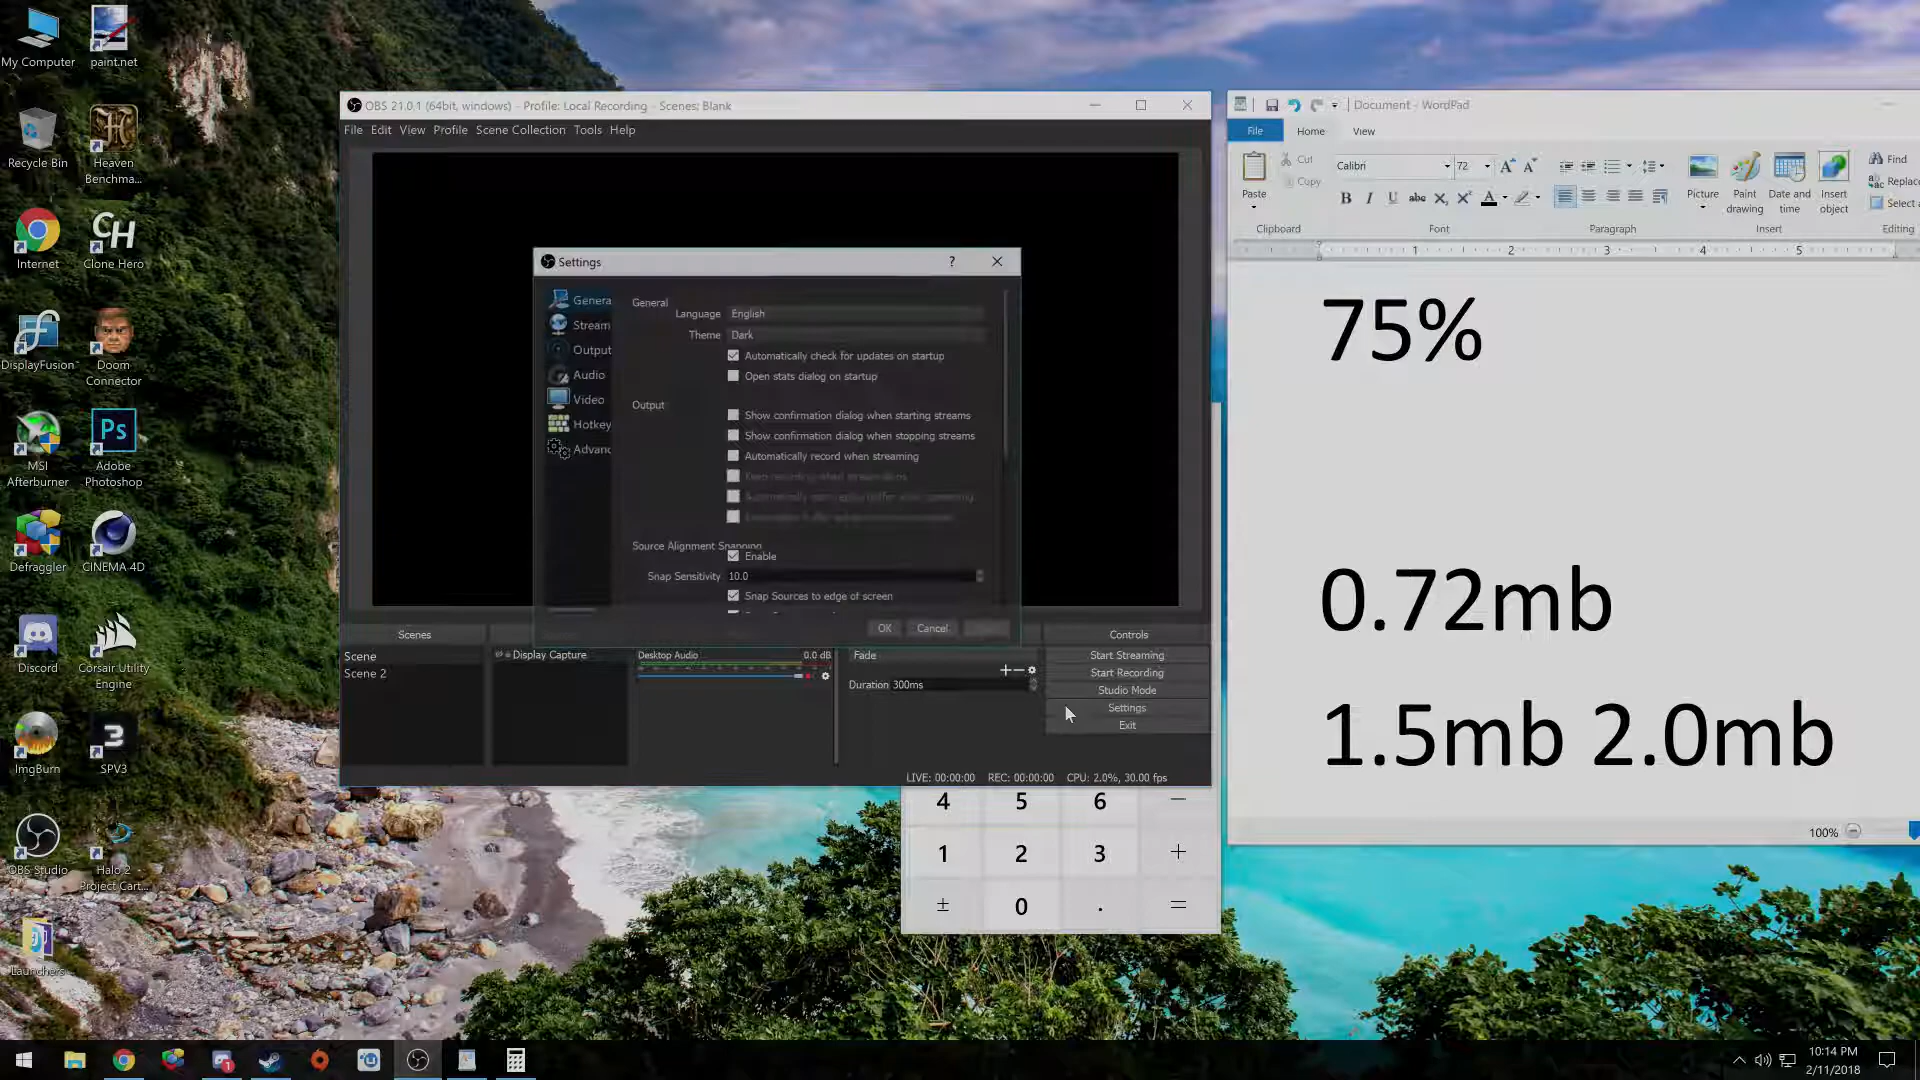 My Computer
paint.net
Recycle Bin
Heaven
Benchma...
Internet
Clone Hero
DisplayFusion
Doom
Connector
MSI
Afterburner
Adobe
Photoshop
Defraggler
CINEMA 4D
Discord
Corsair Utility
Engine
ImgBurn
SPV3
OBS Studio
Halo 2
Project Cart...
Launchers
OBS 21.0.1 (64bit, windows) - Profile: Local Recording - Scenes: Blank
File Edit View Profile Scene Collection Tools Help
Settings
?
Genera
Stream
Output
Audio
Video
Hotkey
Advanc
General
Language English
Theme Dark
Automatically check for updates on startup
Open stats dialog on startup
Output
Show confirmation dialog when starting streams
Show confirmation dialog when stopping streams
Automatically record when streaming
Source Alignment Snapping
Enable
Snap Sensitivity 10.0
Snap Sources to edge of screen
OK Cancel
Scenes
Scene
Scene 2
Display Capture
Desktop Audio 0.0 dB
Fade
Duration 300ms
Controls
Start Streaming
Start Recording
Studio Mode
Settings
Exit
LIVE: 00:00:00 REC: 00:00:00 CPU: 2.0%, 30.00 fps
4 5 6 −
1 2 3 +
± 0 . =
Document - WordPad
File Home View
Paste
Cut
Copy
Clipboard
Calibri 72
B I U abc X₂ X² A
Font
Paragraph
Picture
Paint
drawing
Date and
time
Insert
object
Insert
Find
Replace
Select a
Editing
1 2 3 4 5
75%
0.72mb
1.5mb 2.0mb
100%
10:14 PM
2/11/2018